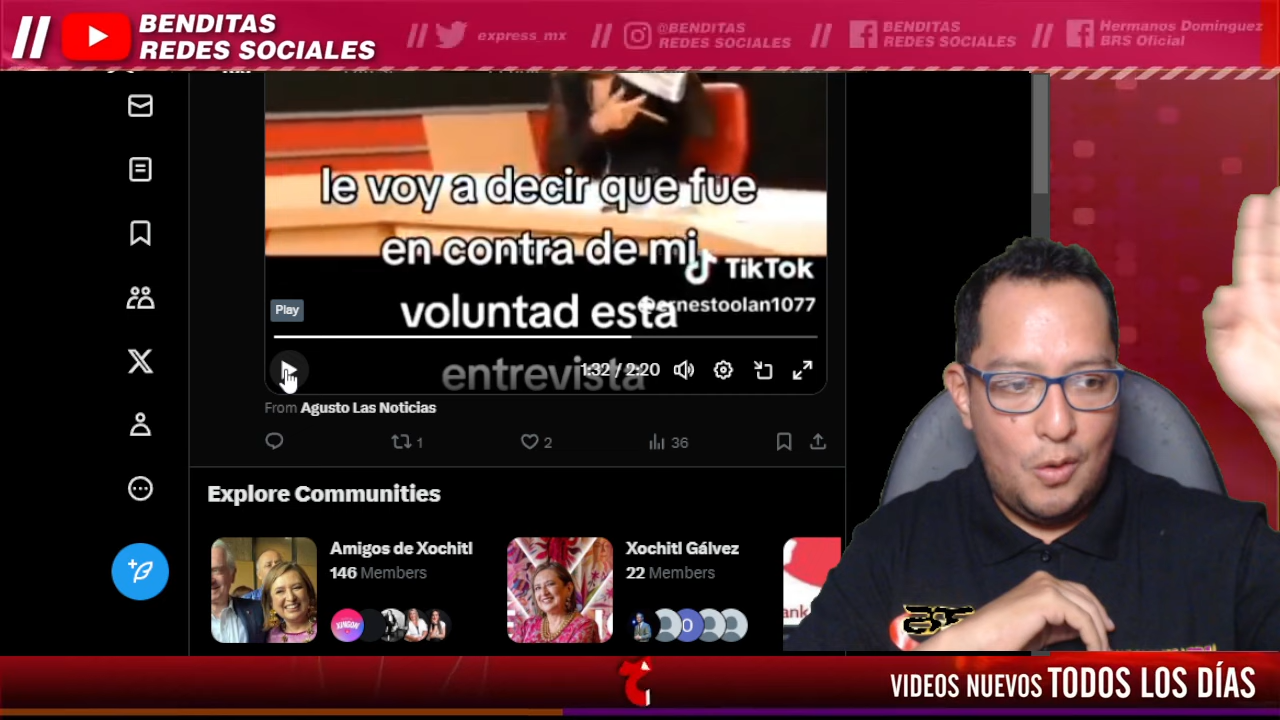 // BENDITAS
REDES SOCIALES
// express_mx
// @BENDITAS
REDES SOCIALES
// BENDITAS
REDES SOCIALES
// Hermanos Dominguez
BRS Oficial
le voy a decir que fue
en contra de mi
TikTok
@ernestoolan1077
voluntad esta
Play
entrevista
1:32 / 2:20
From Agusto Las Noticias
1
2
36
Explore Communities
Amigos de Xochitl
146 Members
Xochitl Gálvez
22 Members
VIDEOS NUEVOS TODOS LOS DÍAS